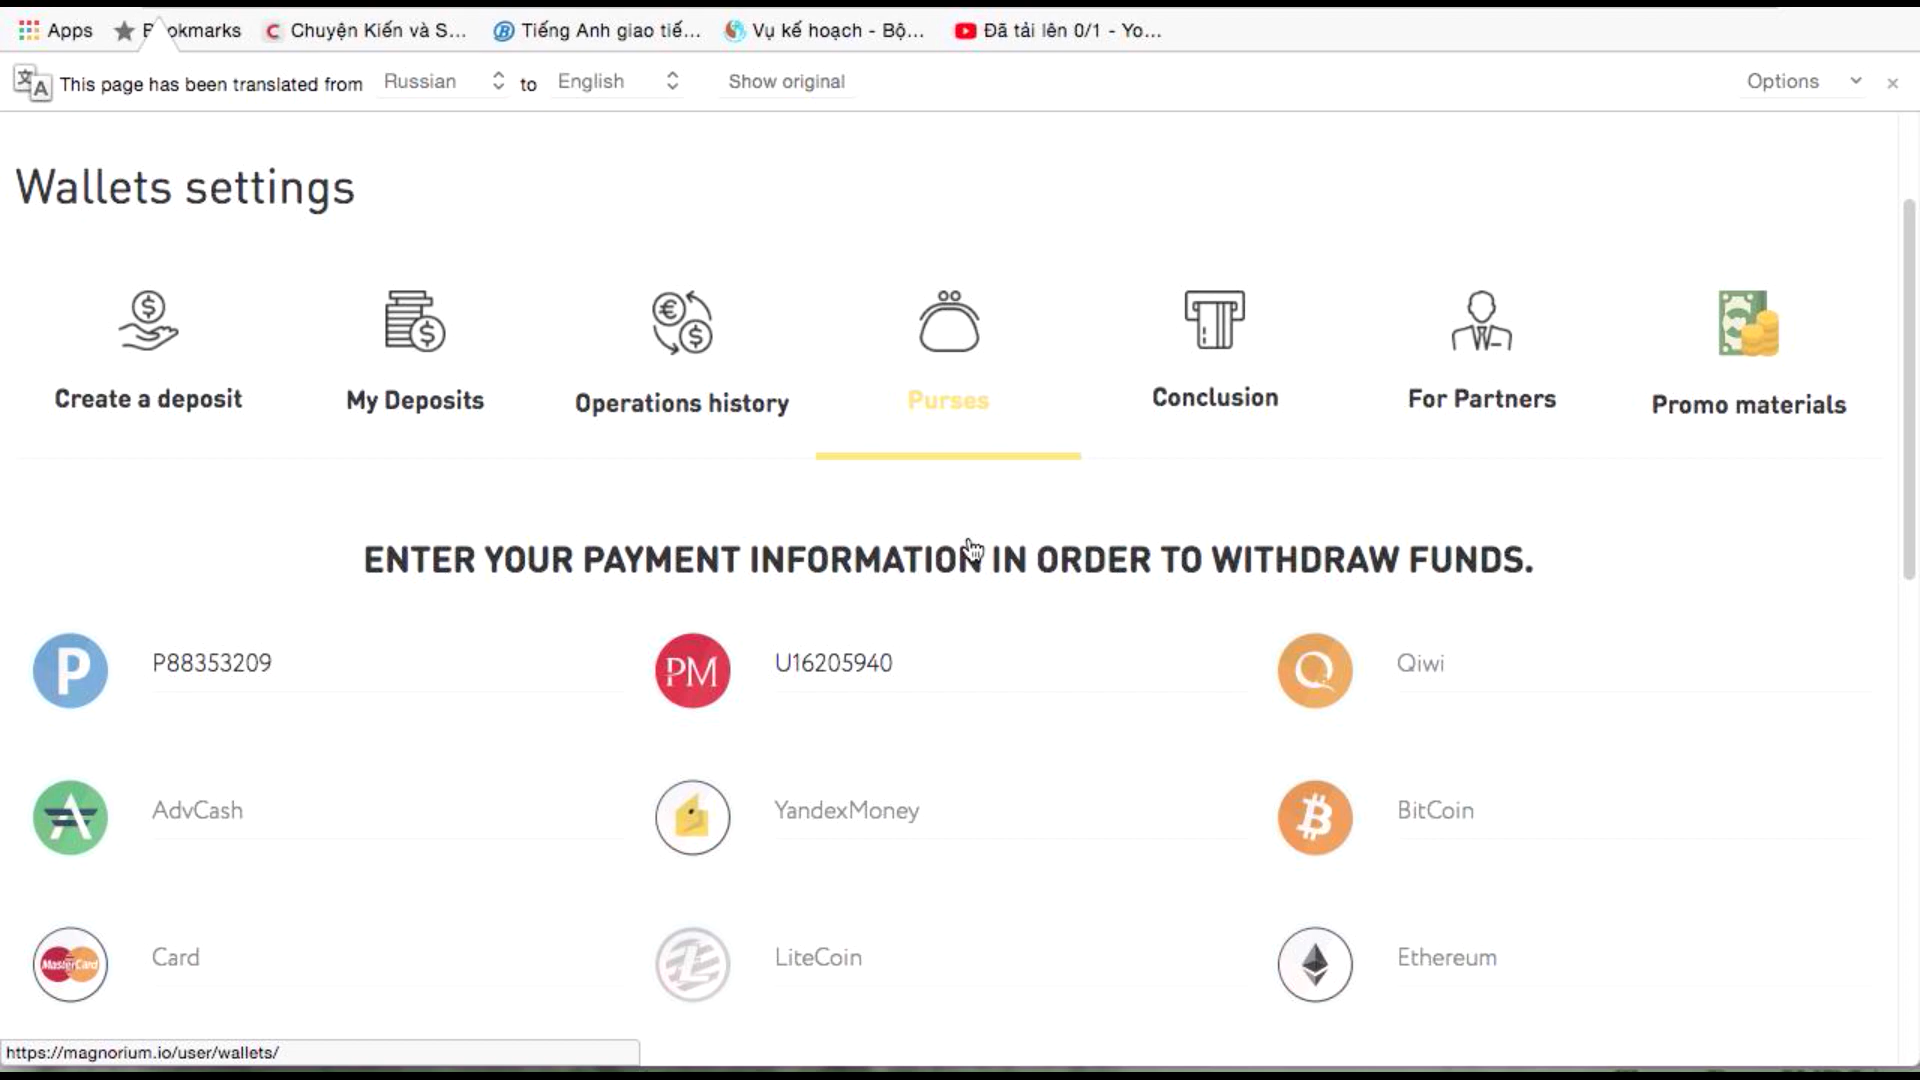 Apps Bookmarks Chuyện Kiến và S... Tiếng Anh giao tiế... Vụ kế hoạch - Bộ... Đã tải lên 0/1 - Yo...
This page has been translated from Russian to English Show original Options
Wallets settings
Create a deposit My Deposits Operations history Purses Conclusion For Partners Promo materials
ENTER YOUR PAYMENT INFORMATION IN ORDER TO WITHDRAW FUNDS.
P P88353209 PM U16205940 Qiwi
AdvCash YandexMoney BitCoin
MasterCard Card LiteCoin Ethereum
https://magnorium.io/user/wallets/